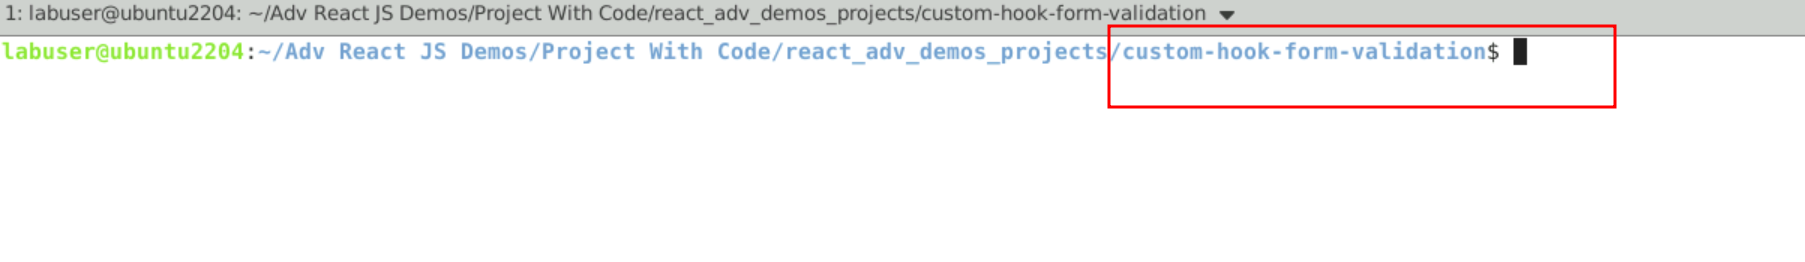 1: labuser@ubuntu2204: ~/Adv React JS Demos/Project With Code/react_adv_demos_projects/custom-hook-form-validation
labuser@ubuntu2204:~/Adv React JS Demos/Project With Code/react_adv_demos_projects/custom-hook-form-validation$